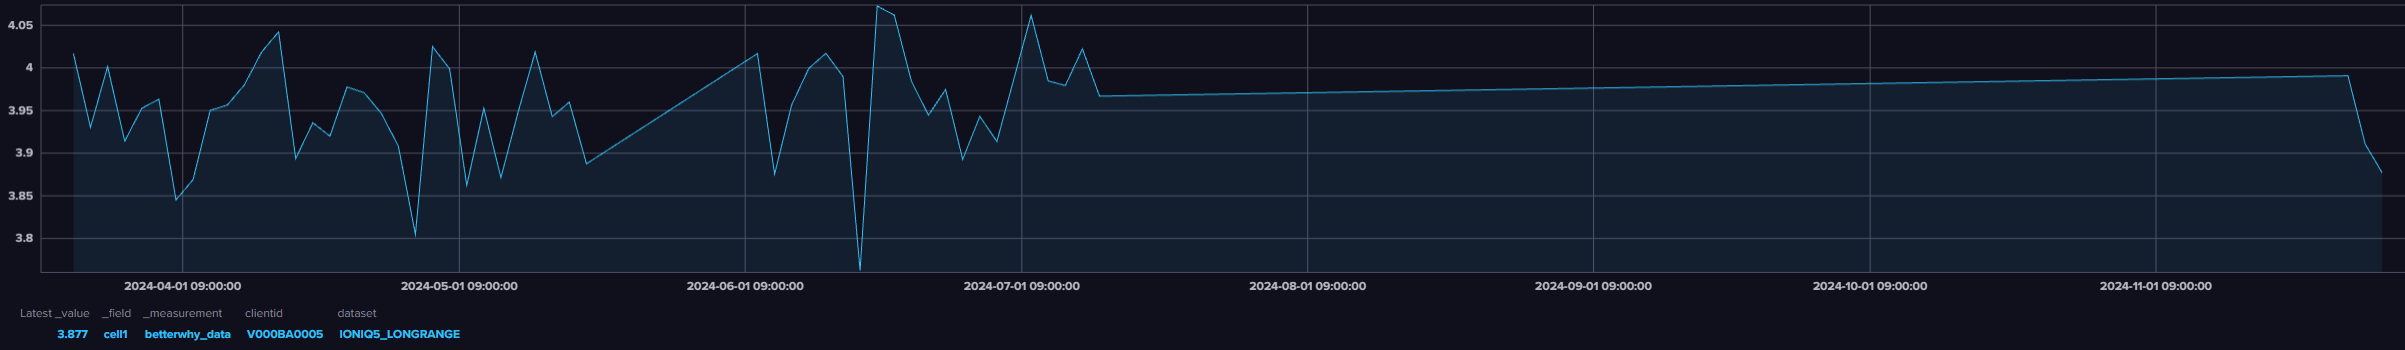 4.05
4
3.95
3.9
3.85
3.8
2024-04-01 09:00:00 2024-05-01 09:00:00 2024-06-01 09:00:00 2024-07-01 09:00:00 2024-08-01 09:00:00 2024-09-01 09:00:00 2024-10-01 09:00:00 2024-11-01 09:00:00
Latest _value _field _measurement clientid dataset
3.877 cell1 betterwhy_data V000BA0005 IONIQ5_LONGRANGE